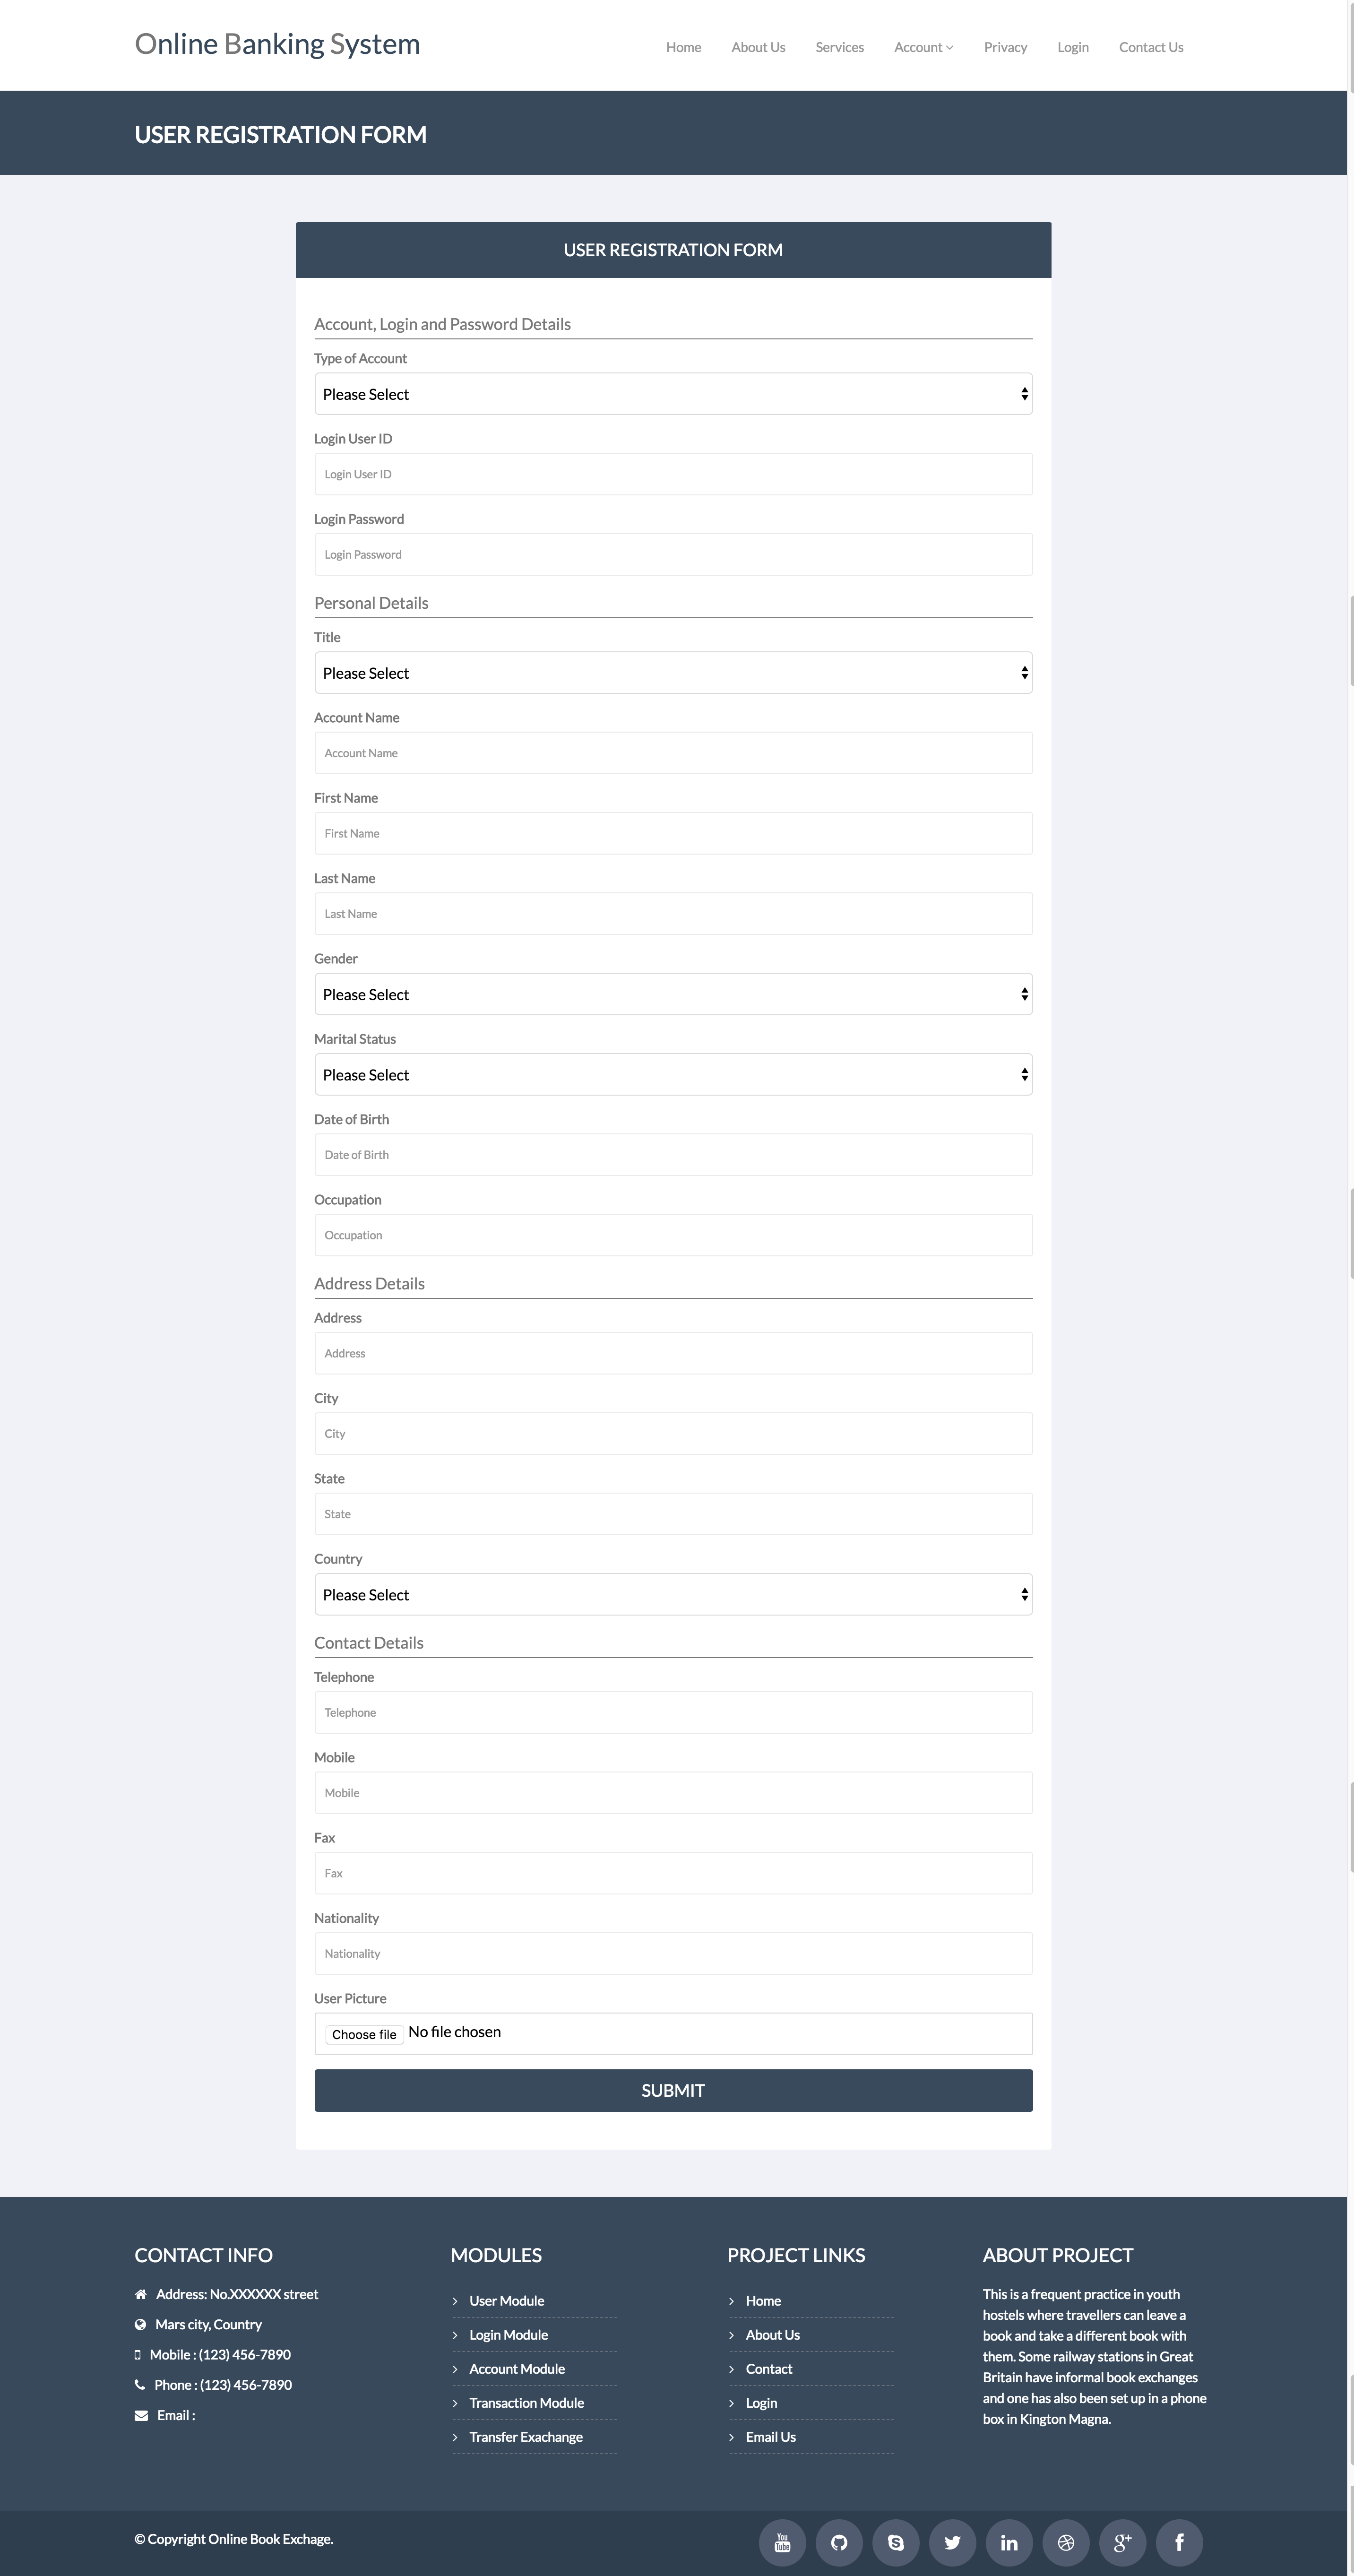 Online Banking System
Home About Us Services Account Privacy Login Contact Us
USER REGISTRATION FORM
USER REGISTRATION FORM
Account, Login and Password Details
Type of Account
Please Select
Login User ID
Login User ID
Login Password
Login Password
Personal Details
Title
Please Select
Account Name
Account Name
First Name
First Name
Last Name
Last Name
Gender
Please Select
Marital Status
Please Select
Date of Birth
Date of Birth
Occupation
Occupation
Address Details
Address
Address
City
City
State
State
Country
Please Select
Contact Details
Telephone
Telephone
Mobile
Mobile
Fax
Fax
Nationality
Nationality
User Picture
Choose file No file chosen
SUBMIT
CONTACT INFO
Address: No.XXXXXX street
Mars city, Country
Mobile : (123) 456-7890
Phone : (123) 456-7890
Email :
MODULES
User Module
Login Module
Account Module
Transaction Module
Transfer Exachange
PROJECT LINKS
Home
About Us
Contact
Login
Email Us
ABOUT PROJECT
This is a frequent practice in youth
hostels where travellers can leave a
book and take a different book with
them. Some railway stations in Great
Britain have informal book exchanges
and one has also been set up in a phone
box in Kington Magna.
© Copyright Online Book Exchage.
You Tube
in
g+
f